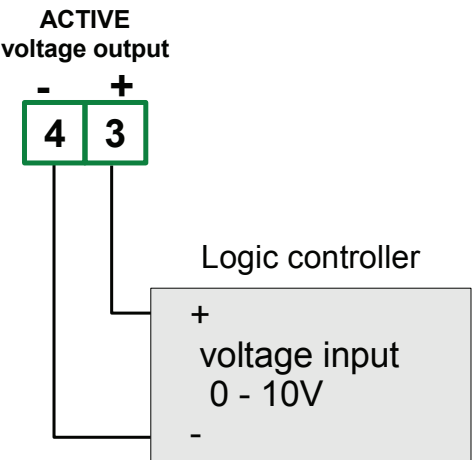 ACTIVE
voltage output
- +
4 3
Logic controller
+
voltage input
0 - 10V
-